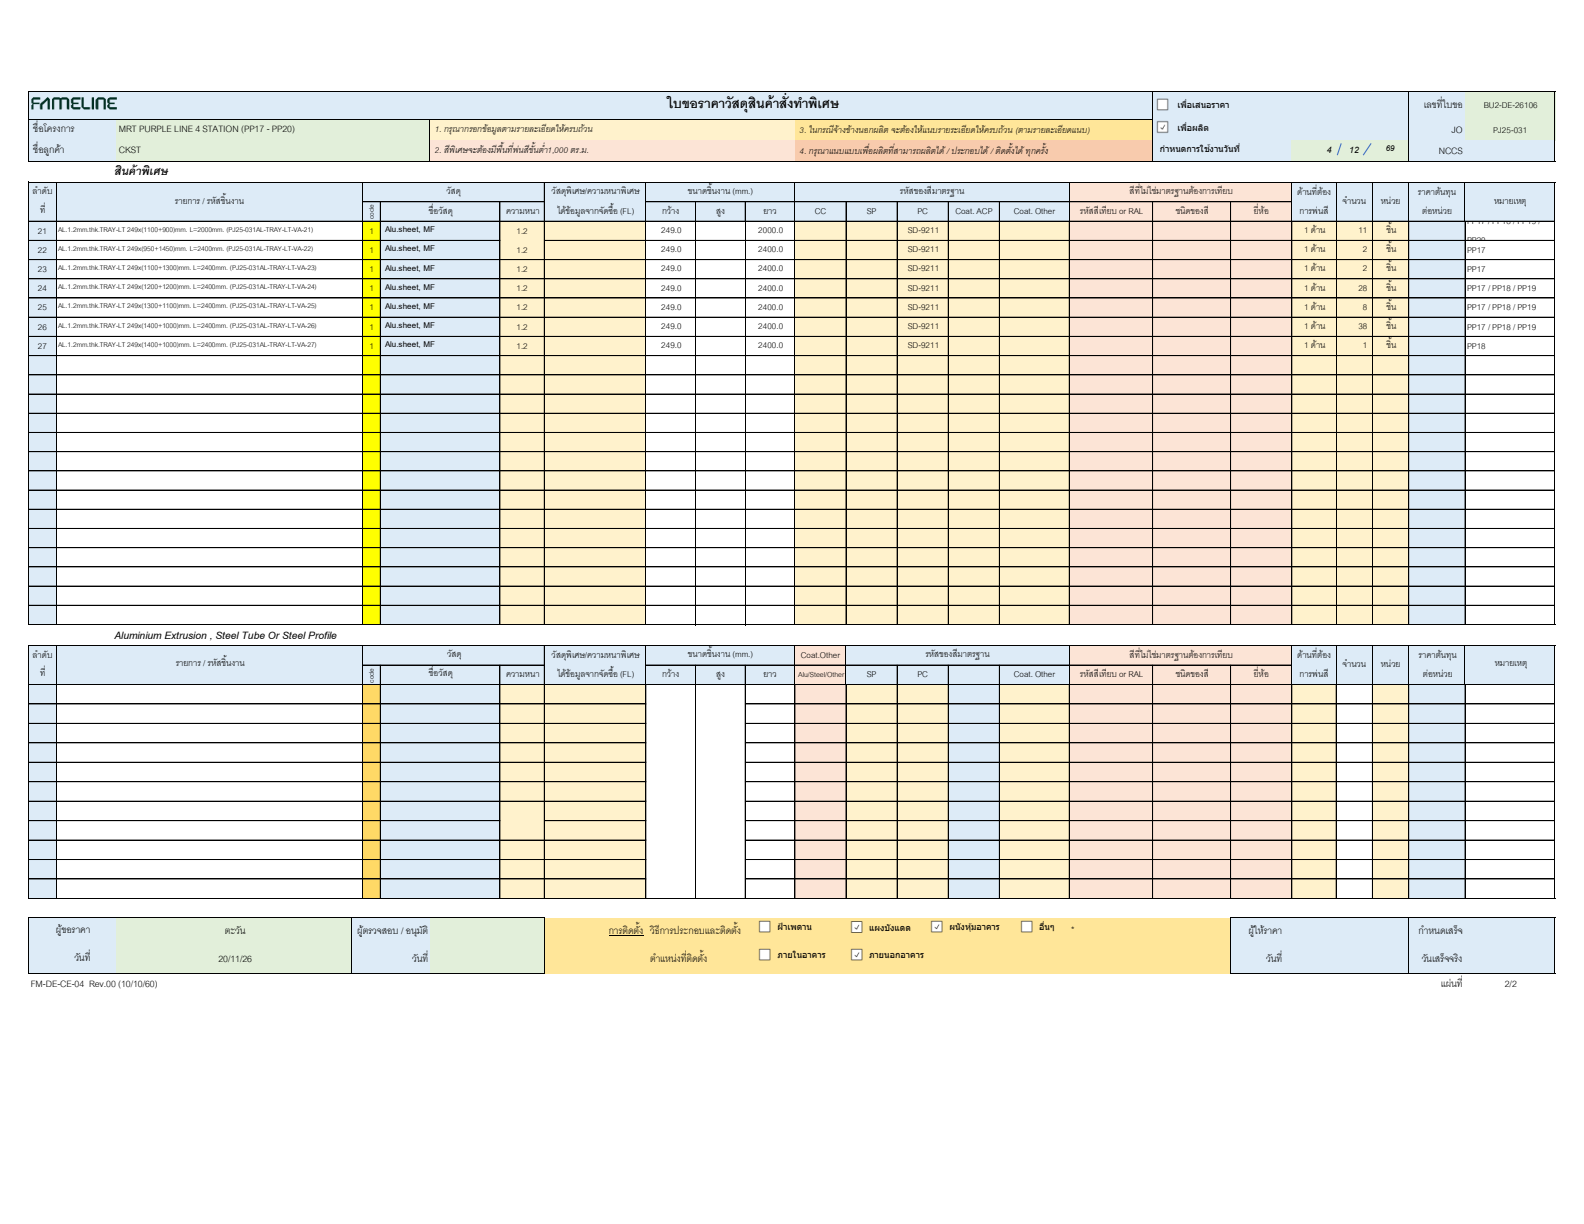 FAMELINE ใบขอราคาวัสดุสินค้าสั่งทำพิเศษ เพื่อเสนอราคา เลขที่ใบขอ BU2-DE-26106
ชื่อโครงการ MRT PURPLE LINE 4 STATION (PP17 - PP20) 1. กรุณากรอกข้อมูลตามรายละเอียดให้ครบถ้วน 3. ในกรณีจ้างข้างนอกผลิต จะต้องให้แนบรายระเอียดให้ครบถ้วน (ตามรายละเอียดแนบ) ✓ เพื่อผลิต JO PJ25-031
ชื่อลูกค้า CKST 2. สีพิเศษจะต้องมีพื้นที่พ่นสีขั้นต่ำ1,000 ตร.ม. 4. กรุณาแนบแบบเพื่อผลิตที่สามารถผลิตได้ / ประกอบได้ / ติดตั้งได้ ทุกครั้ง กำหนดการใช้งานวันที่ 4 / 12 / 69 NCCS
สินค้าพิเศษ
ลำดับ รายการ / รหัสชิ้นงาน วัสดุ วัสดุพิเศษ/ความหนาพิเศษ ขนาดชิ้นงาน (mm.) รหัสของสีมาตรฐาน สีที่ไม่ใช่มาตรฐานต้องการเทียบ ด้านที่ต้อง จำนวน หน่วย ราคาต้นทุน หมายเหตุ
ที่ code ชื่อวัสดุ ความหนา ใด้ข้อมูลจากจัดซื้อ (FL) กว้าง สูง ยาว CC SP PC Coat. ACP Coat. Other รหัสสีเทียบ or RAL ชนิดของสี ยี่ห้อ การพ่นสี ต่อหน่วย
21 AL.1.2mm.thk.TRAY-LT 249x(1100+900)mm. L=2000mm. (PJ25-031AL-TRAY-LT-VA-21) 1 Alu.sheet, MF 1.2 249.0 2000.0 SD-9211 1 ด้าน 11 ชิ้น
22 AL.1.2mm.thk.TRAY-LT 249x(950+1450)mm. L=2400mm. (PJ25-031AL-TRAY-LT-VA-22) 1 Alu.sheet, MF 1.2 249.0 2400.0 SD-9211 1 ด้าน 2 ชิ้น PP17
23 AL.1.2mm.thk.TRAY-LT 249x(1100+1300)mm. L=2400mm. (PJ25-031AL-TRAY-LT-VA-23) 1 Alu.sheet, MF 1.2 249.0 2400.0 SD-9211 1 ด้าน 2 ชิ้น PP17
24 AL.1.2mm.thk.TRAY-LT 249x(1200+1200)mm. L=2400mm. (PJ25-031AL-TRAY-LT-VA-24) 1 Alu.sheet, MF 1.2 249.0 2400.0 SD-9211 1 ด้าน 28 ชิ้น PP17 / PP18 / PP19
25 AL.1.2mm.thk.TRAY-LT 249x(1300+1100)mm. L=2400mm. (PJ25-031AL-TRAY-LT-VA-25) 1 Alu.sheet, MF 1.2 249.0 2400.0 SD-9211 1 ด้าน 8 ชิ้น PP17 / PP18 / PP19
26 AL.1.2mm.thk.TRAY-LT 249x(1400+1000)mm. L=2400mm. (PJ25-031AL-TRAY-LT-VA-26) 1 Alu.sheet, MF 1.2 249.0 2400.0 SD-9211 1 ด้าน 38 ชิ้น PP17 / PP18 / PP19
27 AL.1.2mm.thk.TRAY-LT 249x(1400+1000)mm. L=2400mm. (PJ25-031AL-TRAY-LT-VA-27) 1 Alu.sheet, MF 1.2 249.0 2400.0 SD-9211 1 ด้าน 1 ชิ้น PP18
Aluminium Extrusion , Steel Tube Or Steel Profile
ลำดับ รายการ / รหัสชิ้นงาน วัสดุ วัสดุพิเศษ/ความหนาพิเศษ ขนาดชิ้นงาน (mm.) Coat.Other รหัสของสีมาตรฐาน สีที่ไม่ใช่มาตรฐานต้องการเทียบ ด้านที่ต้อง จำนวน หน่วย ราคาต้นทุน หมายเหตุ
ที่ code ชื่อวัสดุ ความหนา ใด้ข้อมูลจากจัดซื้อ (FL) กว้าง สูง ยาว Alu/Steel/Other SP PC Coat. Other รหัสสีเทียบ or RAL ชนิดของสี ยี่ห้อ การพ่นสี ต่อหน่วย
ผู้ขอราคา ตะวัน ผู้ตรวจสอบ / อนุมัติ การติดตั้ง วิธีการประกอบและติดตั้ง ฝ้าเพดาน ✓ แผงบังแดด ✓ ผนังหุ้มอาคาร อื่นๆ ผู้ให้ราคา กำหนดเสร็จ
วันที่ 20/11/26 วันที่ ตำแหน่งที่ติดตั้ง ภายในอาคาร ✓ ภายนอกอาคาร วันที่ วันเสร็จจริง
FM-DE-CE-04 Rev.00 (10/10/60) แผ่นที่ 2/2